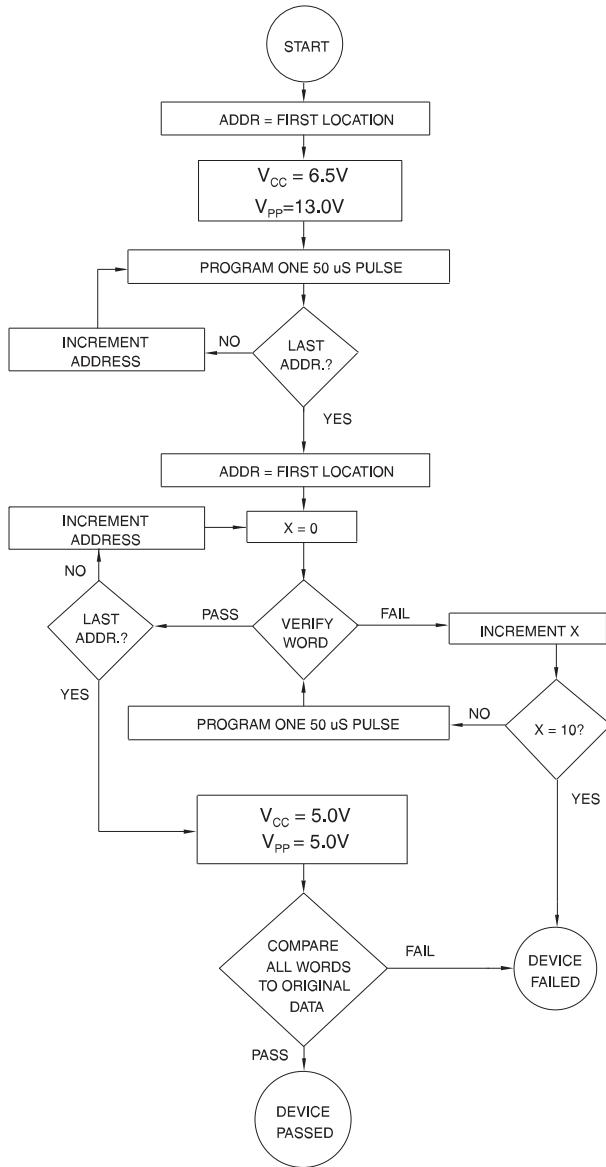 START
ADDR = FIRST LOCATION
VCC = 6.5V
VPP=13.0V
PROGRAM ONE 50 uS PULSE
INCREMENT
ADDRESS
NO
LAST
ADDR.?
YES
ADDR = FIRST LOCATION
INCREMENT
ADDRESS
X = 0
NO
LAST
ADDR.?
PASS
VERIFY
WORD
FAIL
INCREMENT X
YES
PROGRAM ONE 50 uS PULSE
NO
X = 10?
YES
VCC = 5.0V
VPP = 5.0V
COMPARE
ALL WORDS
TO ORIGINAL
DATA
FAIL
DEVICE
FAILED
PASS
DEVICE
PASSED